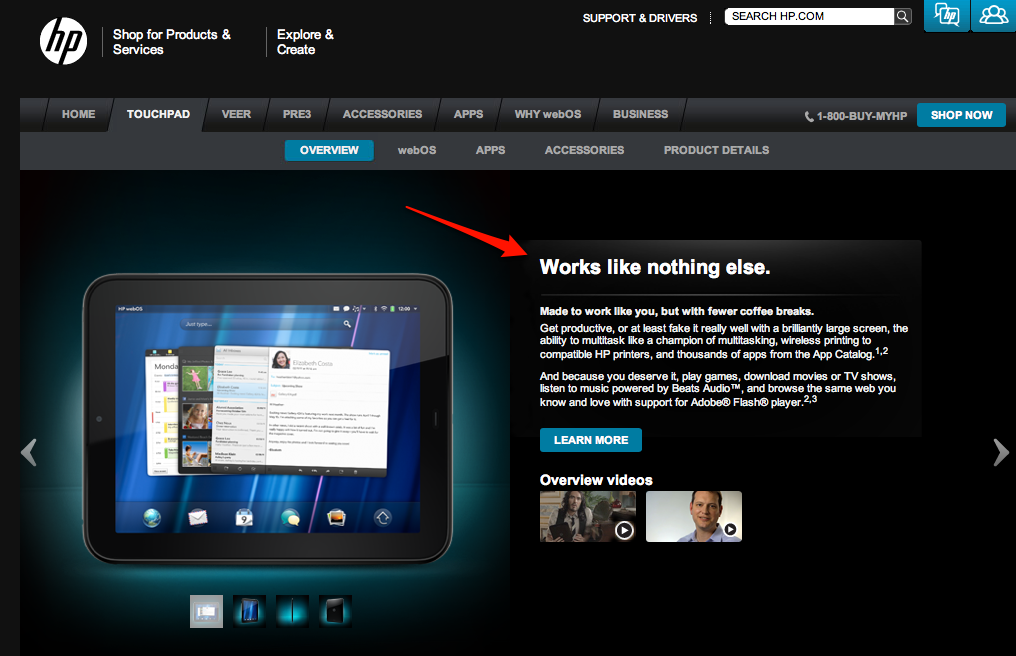 SUPPORT & DRIVERS
SEARCH HP.COM
hp
hp
Shop for Products &
Services
Explore &
Create
HOME
TOUCHPAD
VEER
PRE3
ACCESSORIES
APPS
WHY webOS
BUSINESS
1-800-BUY-MYHP
SHOP NOW
OVERVIEW
webOS
APPS
ACCESSORIES
PRODUCT DETAILS
Works like nothing else.
Made to work like you, but with fewer coffee breaks.
Get productive, or at least fake it really well with a brilliantly large screen, the
ability to multitask like a champion of multitasking, wireless printing to
compatible HP printers, and thousands of apps from the App Catalog.1,2
And because you deserve it, play games, download movies or TV shows,
listen to music powered by Beats Audio™, and browse the same web you
know and love with support for Adobe® Flash® player.2,3
LEARN MORE
Overview videos
HP webOS
12:00
Just type...
Monda
Elizabeth Costa
9